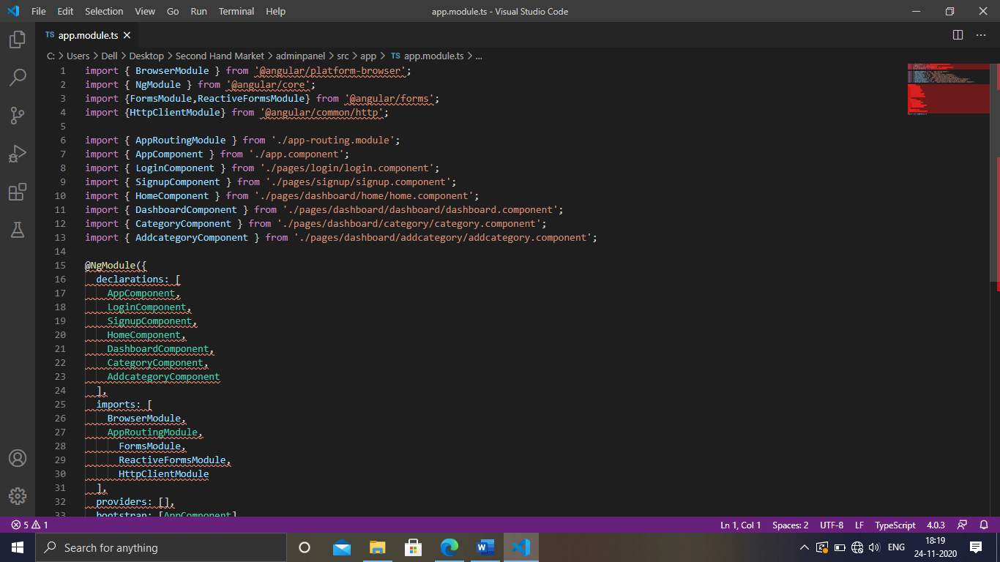 File Edit Selection View Go Run Terminal Help app.module.ts - Visual Studio Code
TS app.module.ts
C: > Users > Dell > Desktop > Second Hand Market > adminpanel > src > app > TS app.module.ts > ...
1 import { BrowserModule } from '@angular/platform-browser';
2 import { NgModule } from '@angular/core';
3 import {FormsModule,ReactiveFormsModule} from '@angular/forms';
4 import {HttpClientModule} from '@angular/common/http';
5
6 import { AppRoutingModule } from './app-routing.module';
7 import { AppComponent } from './app.component';
8 import { LoginComponent } from './pages/login/login.component';
9 import { SignupComponent } from './pages/signup/signup.component';
10 import { HomeComponent } from './pages/dashboard/home/home.component';
11 import { DashboardComponent } from './pages/dashboard/dashboard/dashboard.component';
12 import { CategoryComponent } from './pages/dashboard/category/category.component';
13 import { AddcategoryComponent } from './pages/dashboard/addcategory/addcategory.component';
14
15 @NgModule({
16 declarations: [
17 AppComponent,
18 LoginComponent,
19 SignupComponent,
20 HomeComponent,
21 DashboardComponent,
22 CategoryComponent,
23 AddcategoryComponent
24 ],
25 imports: [
26 BrowserModule,
27 AppRoutingModule,
28 FormsModule,
29 ReactiveFormsModule,
30 HttpClientModule
31 ],
32 providers: [],
33 bootstrap: [AppComponent]
5 1 Ln 1, Col 1 Spaces: 2 UTF-8 LF TypeScript 4.0.3
Search for anything ENG 18:19
24-11-2020